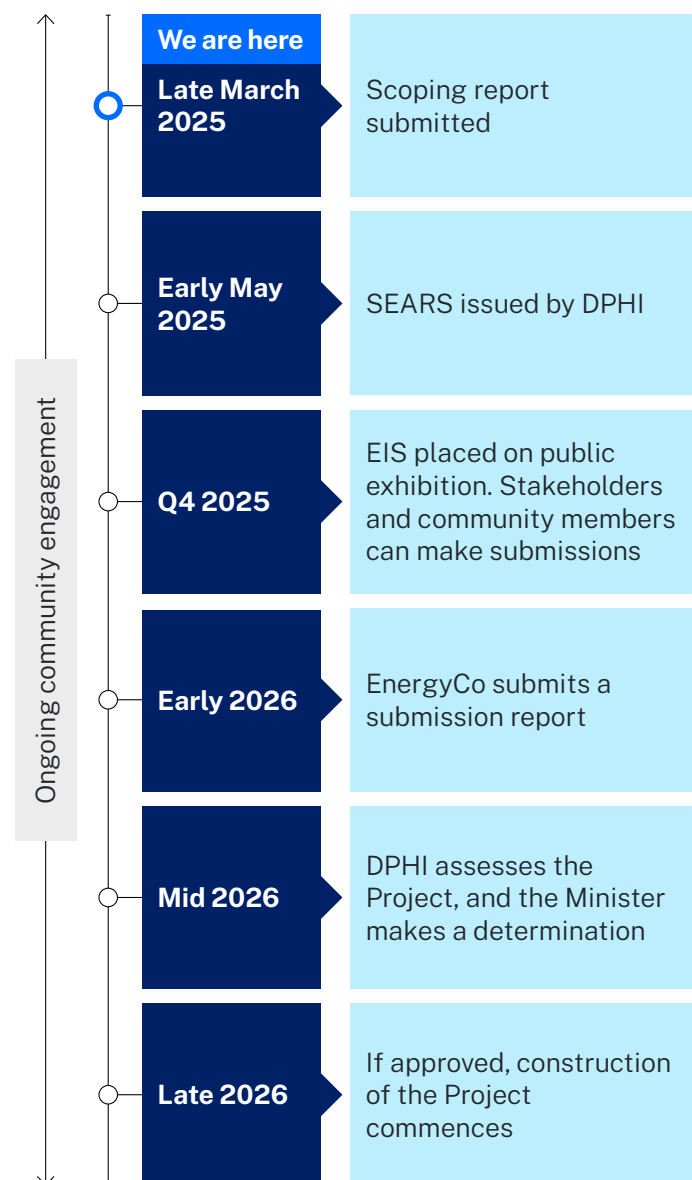 We are here
Late March
2025
Scoping report
submitted
Early May
2025
SEARS issued by DPHI
Q4 2025
EIS placed on public
exhibition. Stakeholders
and community members
can make submissions
Early 2026
EnergyCo submits a
submission report
Mid 2026
DPHI assesses the
Project, and the Minister
makes a determination
Late 2026
If approved, construction
of the Project
commences
Ongoing community engagement